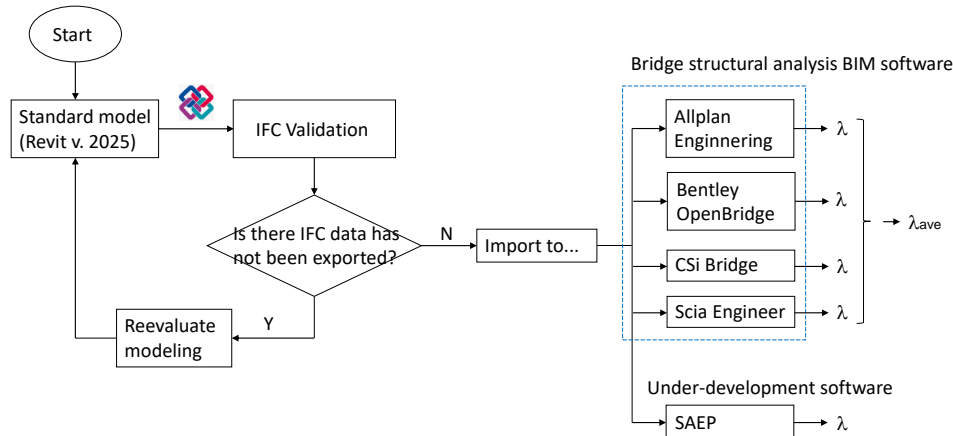 Start
Standard model
(Revit v. 2025)
IFC Validation
Is there IFC data has
not been exported?
Y
Reevaluate
modeling
N
Import to...
Bridge structural analysis BIM software
Allplan
Enginnering
λ
Bentley
OpenBridge
λ
CSi Bridge
λ
Scia Engineer
λ
λave
Under-development software
SAEP
λ